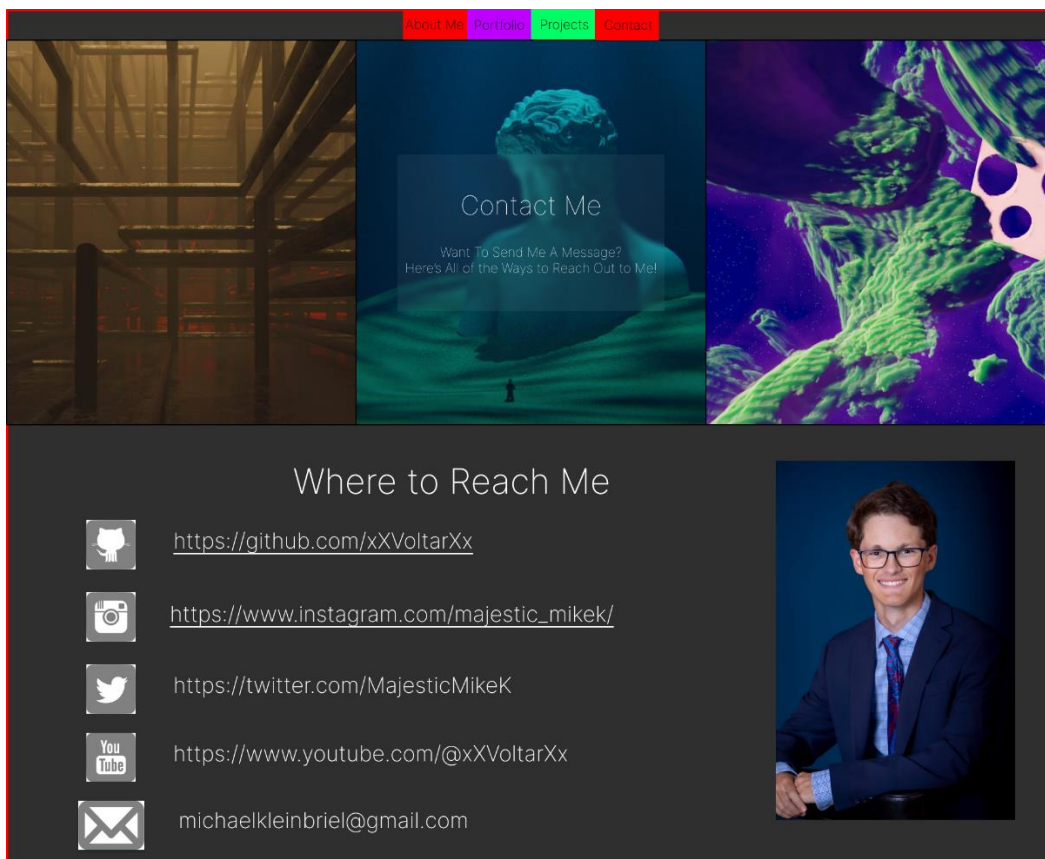 About Me Portfolio Projects Contact
Contact Me
Want To Send Me A Message?
Here's All of the Ways to Reach Out to Me!
Where to Reach Me
https://github.com/xXVoltarXx
https://www.instagram.com/majestic_mikek/
https://twitter.com/MajesticMikeK
You
Tube
https://www.youtube.com/@xXVoltarXx
michaelkleinbriel@gmail.com